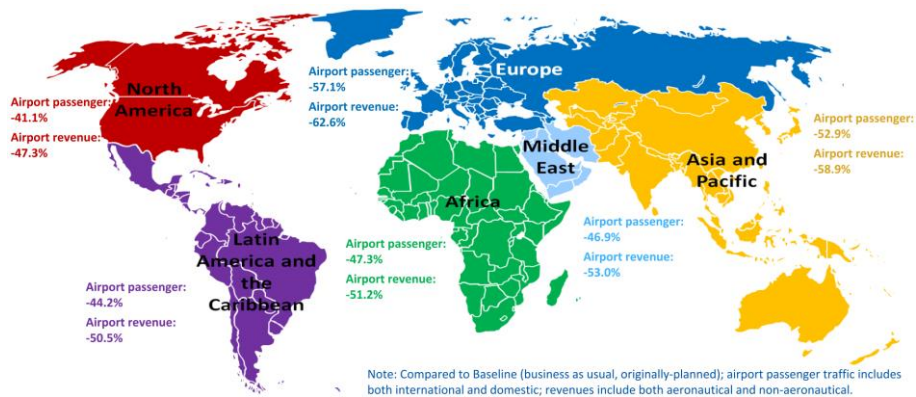 North
America
Airport passenger:
-41.1%
Airport revenue:
-47.3%
Airport passenger:
-57.1%
Airport revenue:
-62.6%
Europe
Airport passenger:
-52.9%
Airport revenue:
-58.9%
Asia and
Pacific
Middle
East
Airport passenger:
-46.9%
Airport revenue:
-53.0%
Africa
Airport passenger:
-47.3%
Airport revenue:
-51.2%
Latin
America and
the
Caribbean
Airport passenger:
-44.2%
Airport revenue:
-50.5%
Note: Compared to Baseline (business as usual, originally-planned); airport passenger traffic includes
both international and domestic; revenues include both aeronautical and non-aeronautical.